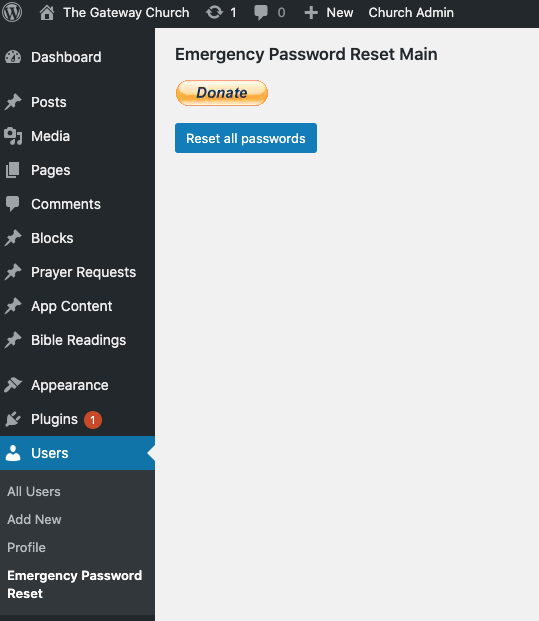 The Gateway Church 1 0 New Church Admin
Dashboard
Posts
Media
Pages
Comments
Blocks
Prayer Requests
App Content
Bible Readings
Appearance
Plugins 1
Users
All Users
Add New
Profile
Emergency Password
Reset
Emergency Password Reset Main
Donate
Reset all passwords